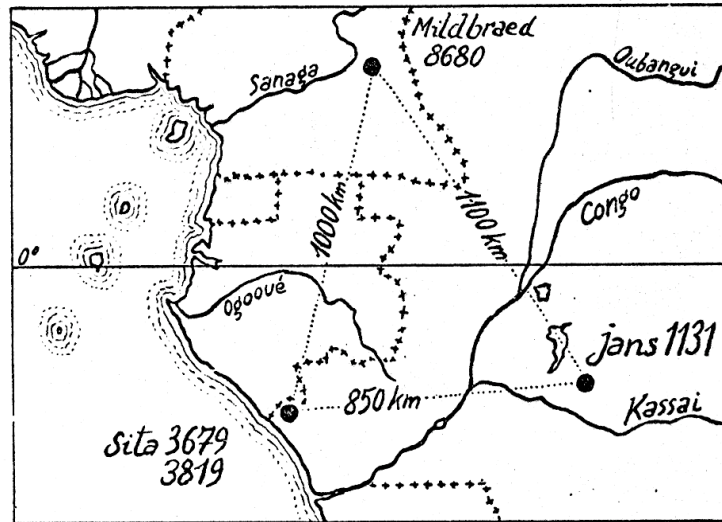 Mildbraed
8680
Sanaga
Oubangui
1000 km
1100 km
Congo
0°
Ogooué
Jans 1131
850 km
Kassai
Sita 3679
3819